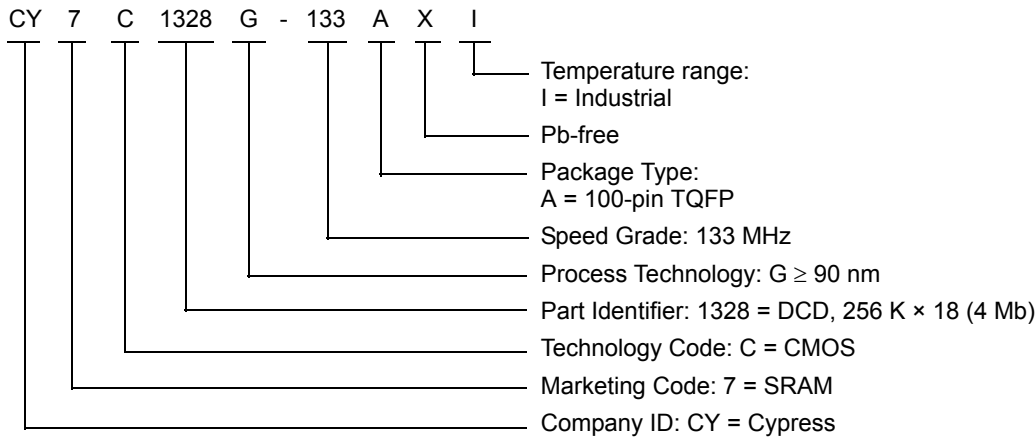 CY 7 C 1328 G - 133 A X I
Temperature range:
I = Industrial
Pb-free
Package Type:
A = 100-pin TQFP
Speed Grade: 133 MHz
Process Technology: G ≥ 90 nm
Part Identifier: 1328 = DCD, 256 K × 18 (4 Mb)
Technology Code: C = CMOS
Marketing Code: 7 = SRAM
Company ID: CY = Cypress